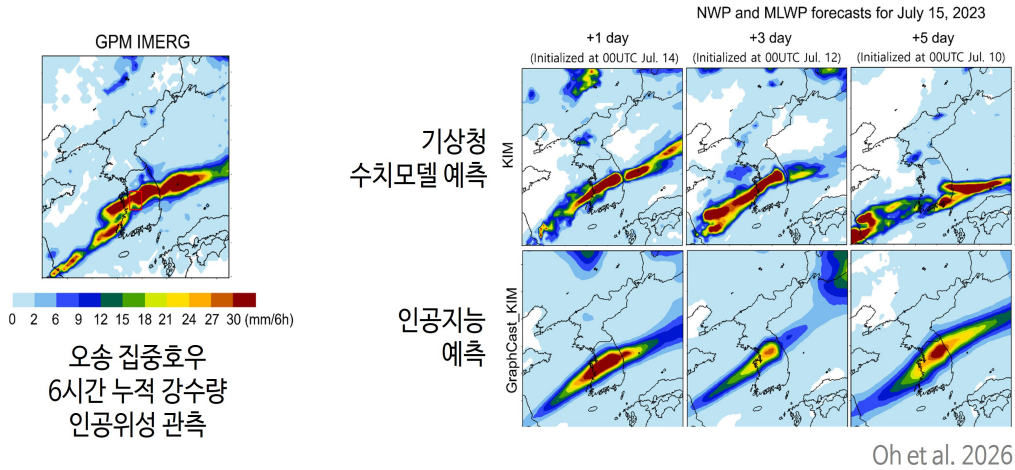 GPM IMERG
0 2 6 9 12 15 18 21 24 27 30 (mm/6h)
오송 집중호우
6시간 누적 강수량
인공위성 관측
NWP and MLWP forecasts for July 15, 2023
+1 day
(Initialized at 00UTC Jul. 14)
+3 day
(Initialized at 00UTC Jul. 12)
+5 day
(Initialized at 00UTC Jul. 10)
기상청
수치모델 예측
KIM
인공지능
예측
GraphCast_KIM
Oh et al. 2026